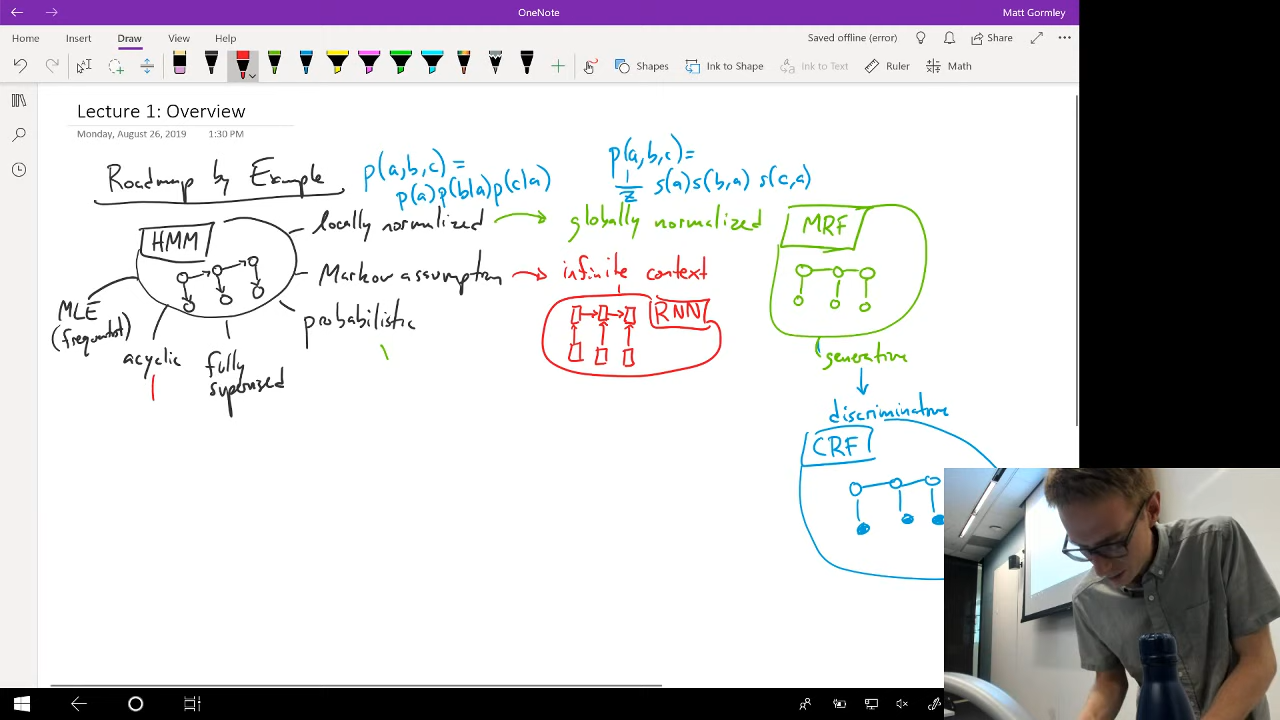 OneNote
Matt Gormley
Home Insert Draw View Help
Saved offline (error)
Share
Shapes
Ink to Shape
Ink to Text
Ruler
Math
Lecture 1: Overview
Monday, August 26, 2019 1:30 PM
Roadmap by Example
p(a,b,c) =
p(a)p(b|a)p(c|a)
p(a,b,c)=
1/Z s(a)s(b,a) s(c,a)
HMM
locally normalized
globally normalized
MRF
Markov assumption
infinite context
RNN
probabilistic
MLE
(frequentist)
acyclic
fully
supervised
generative
discriminative
CRF